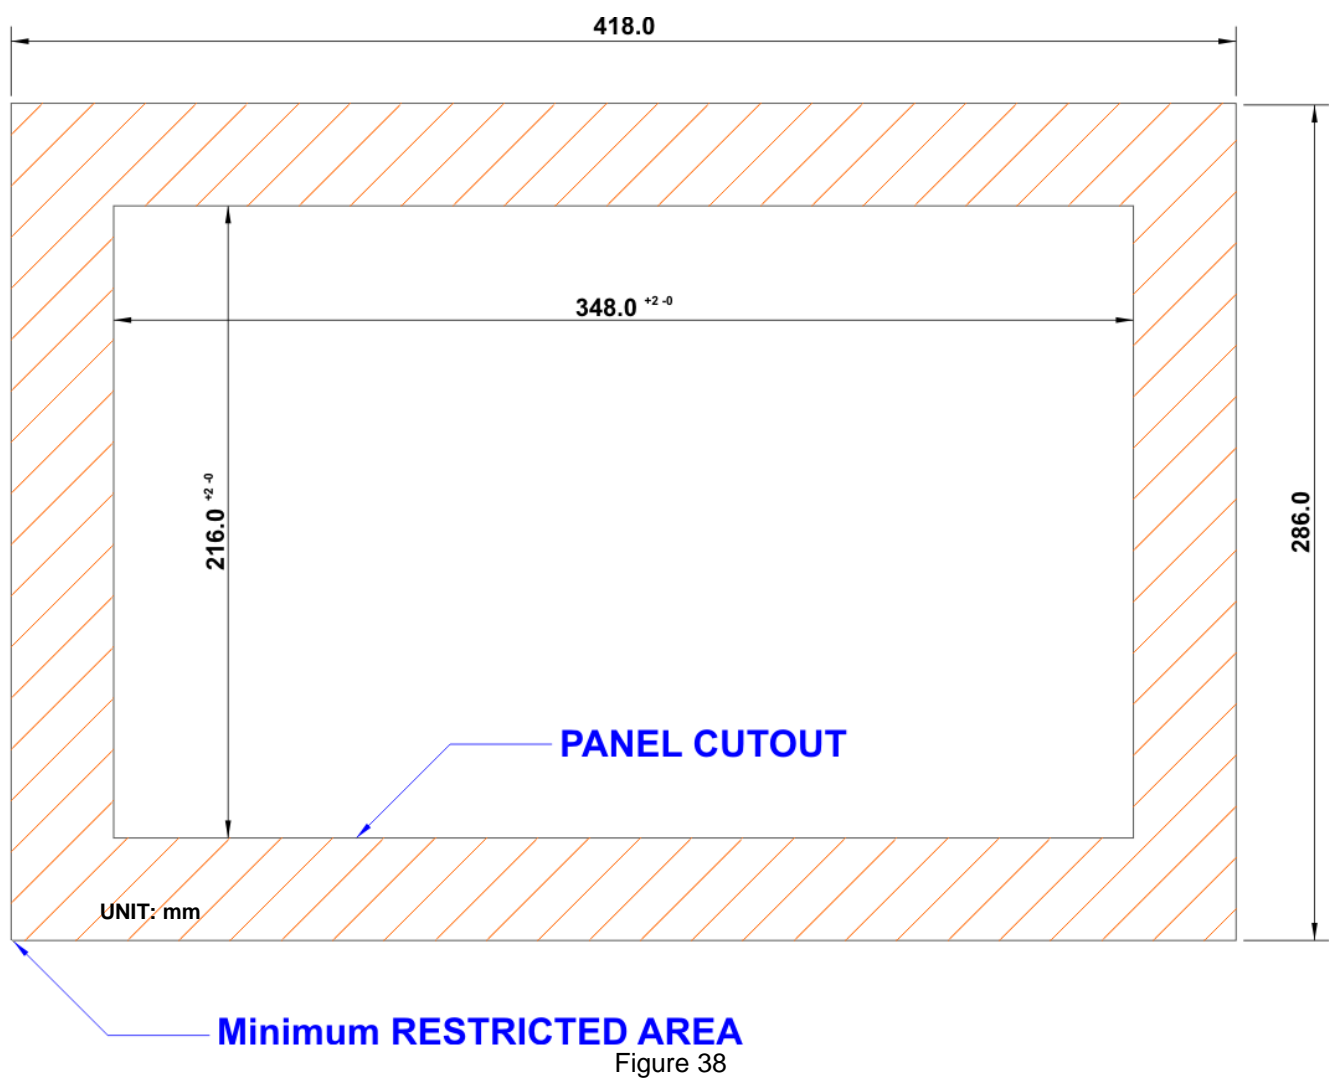 418.0
348.0 +2 -0
216.0 +2 -0
286.0
PANEL CUTOUT
UNIT: mm
Minimum RESTRICTED AREA
Figure 38